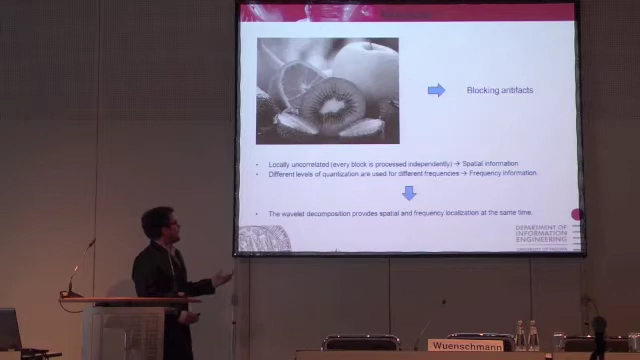 Blocking artifacts
• Locally uncorrelated (every block is processed independently) → Spatial information
• Different levels of quantization are used for different frequencies → Frequency information.
• The wavelet decomposition provides spatial and frequency localization at the same time.
DEPARTMENT OF
INFORMATION
ENGINEERING
Wuenschmann